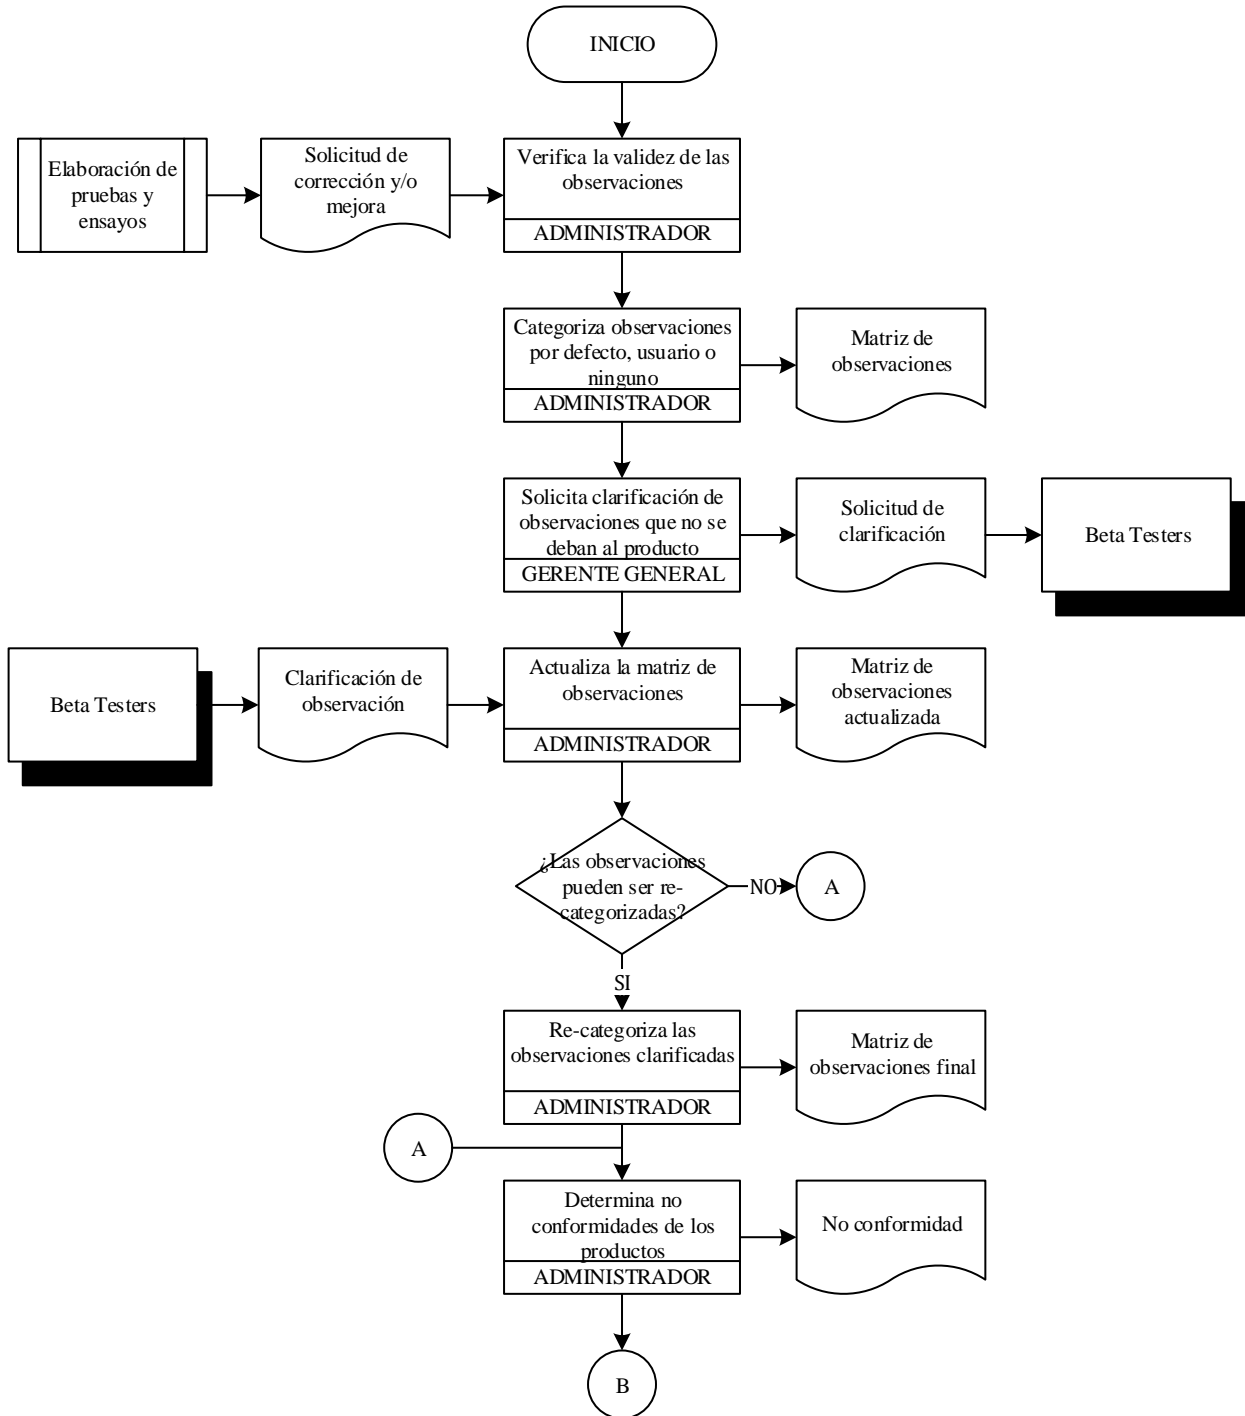 INICIO
Elaboración de
pruebas y
ensayos
Solicitud de
corrección y/o
mejora
Verifica la validez de las
observaciones
ADMINISTRADOR
Categoriza observaciones
por defecto, usuario o
ninguno
ADMINISTRADOR
Matriz de
observaciones
Solicita clarificación de
observaciones que no se
deban al producto
GERENTE GENERAL
Solicitud de
clarificación
Beta Testers
Beta Testers
Clarificación de
observación
Actualiza la matriz de
observaciones
ADMINISTRADOR
Matriz de
observaciones
actualizada
¿Las observaciones
pueden ser re-
categorizadas?
NO
A
SI
Re-categoriza las
observaciones clarificadas
ADMINISTRADOR
Matriz de
observaciones final
A
Determina no
conformidades de los
productos
ADMINISTRADOR
No conformidad
B